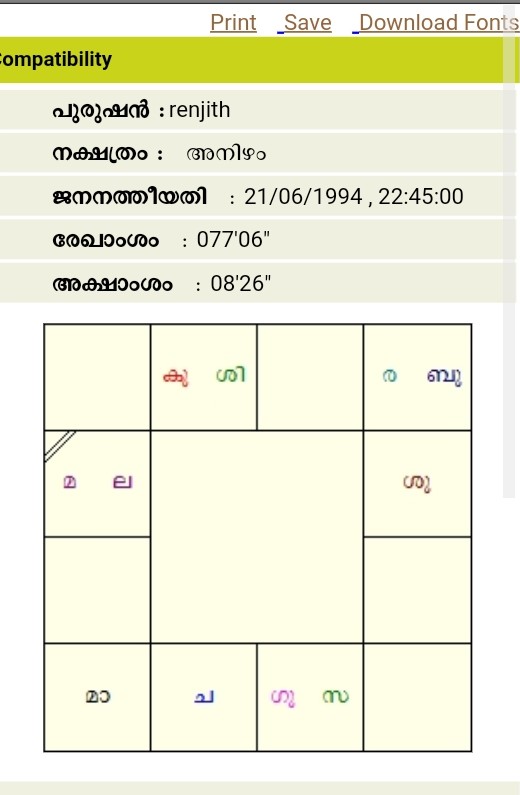 Print Save Download Fonts
Compatibility
പുരുഷൻ : renjith
നക്ഷത്രം : അനിഴം
ജനനത്തീയതി : 21/06/1994 , 22:45:00
രേഖാംശം : 077'06"
അക്ഷാംശം : 08'26"
കു ശി ര ബു
മ ല ശു
മാ ച ഗു സ